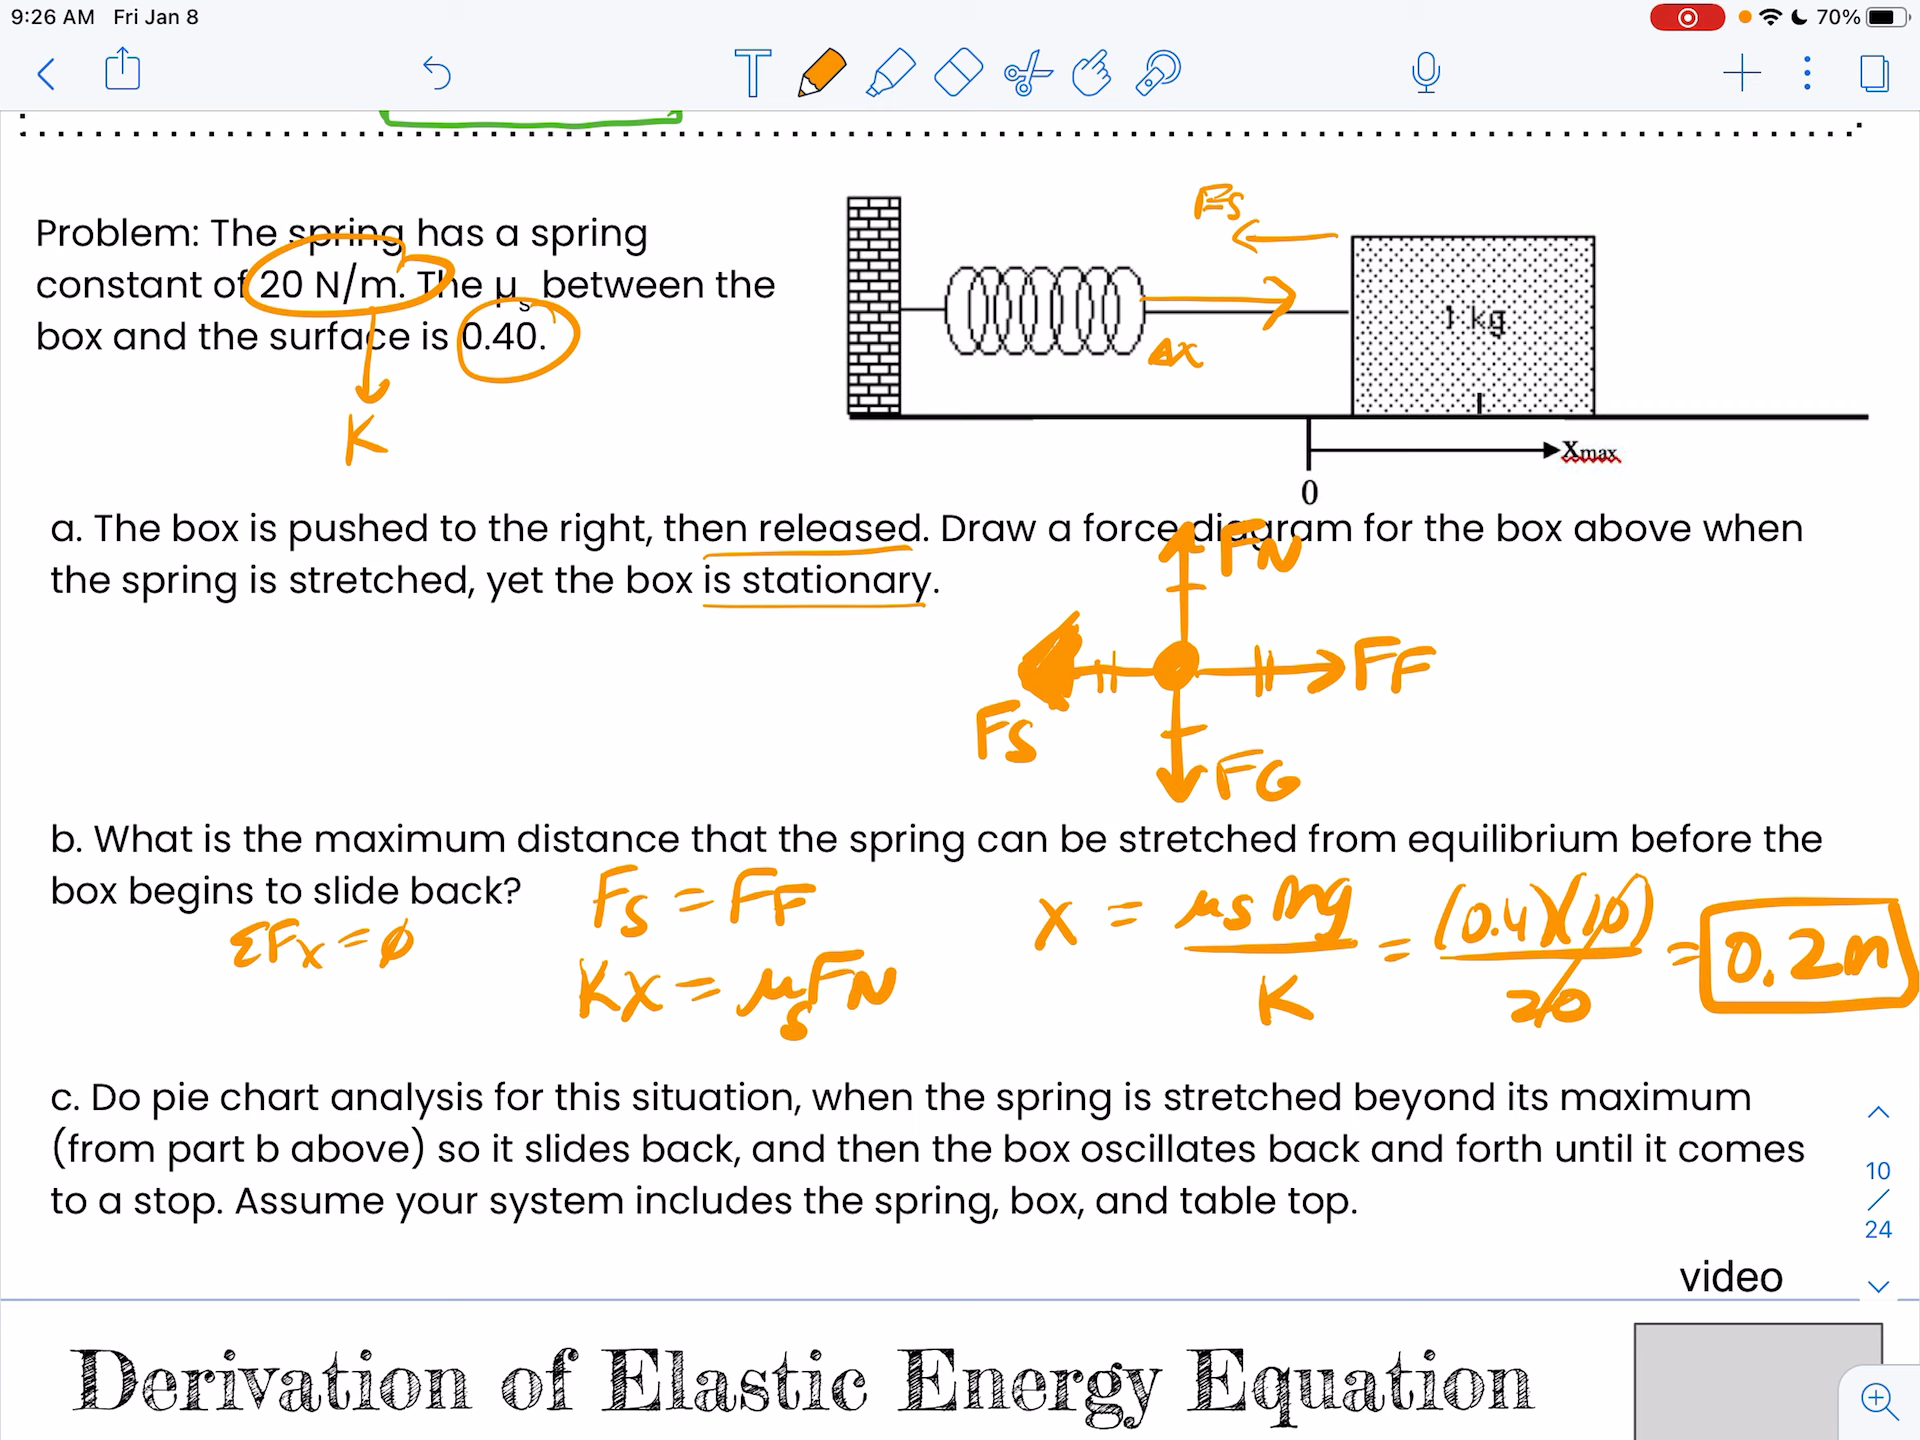 9:26 AM Fri Jan 8
70%
T
Problem: The spring has a spring
constant of 20 N/m. The μs between the
box and the surface is 0.40.
K
Fs
Δx
1 kg
xmax
0
a. The box is pushed to the right, then released. Draw a force diagram for the box above when
the spring is stretched, yet the box is stationary.
FN
FF
Fs
FG
b. What is the maximum distance that the spring can be stretched from equilibrium before the
box begins to slide back?
ΣFx = ϕ
Fs = FF
Kx = μsFN
x = μs mg / K = (0.4)(10) / 20 = 0.2m
c. Do pie chart analysis for this situation, when the spring is stretched beyond its maximum
(from part b above) so it slides back, and then the box oscillates back and forth until it comes
to a stop. Assume your system includes the spring, box, and table top.
10
/
24
video
Derivation of Elastic Energy Equation